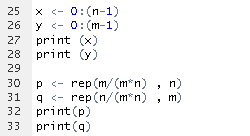 25 x <- 0:(n-1)
26 y <- 0:(m-1)
27 print (x)
28 print (y)
29
30 p <- rep(m/(m*n) , n)
31 q <- rep(n/(m*n) , m)
32 print(p)
33 print(q)